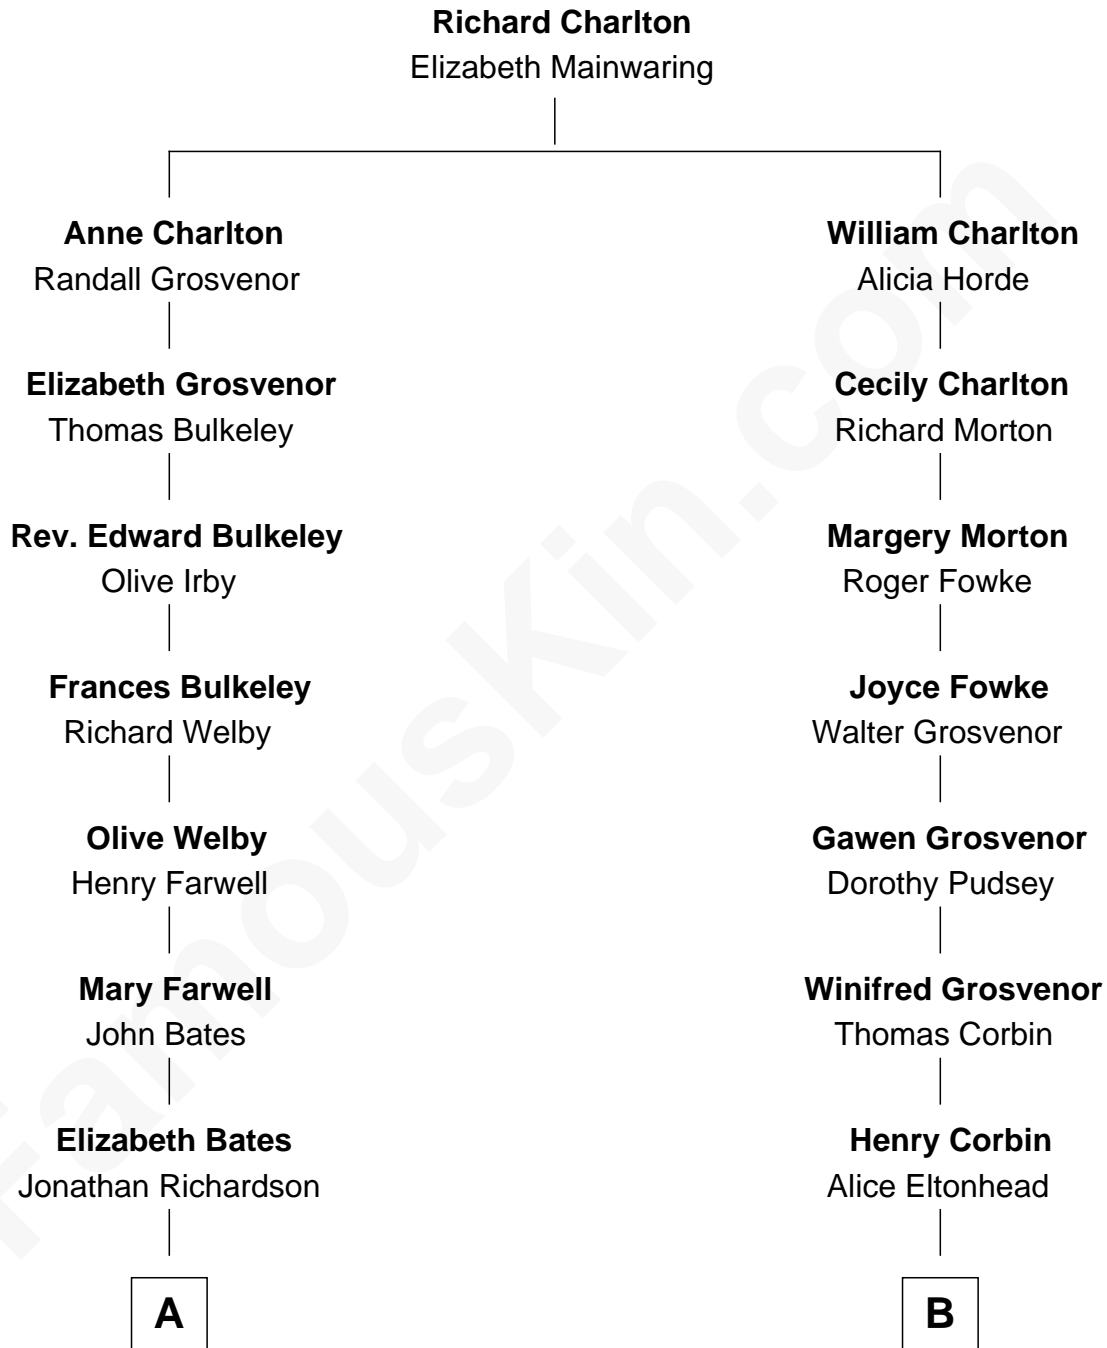 Richard Charlton
Elizabeth Mainwaring
Anne Charlton
Randall Grosvenor
Elizabeth Grosvenor
Thomas Bulkeley
Rev. Edward Bulkeley
Olive Irby
Frances Bulkeley
Richard Welby
Olive Welby
Henry Farwell
Mary Farwell
John Bates
Elizabeth Bates
Jonathan Richardson
A
William Charlton
Alicia Horde
Cecily Charlton
Richard Morton
Margery Morton
Roger Fowke
Joyce Fowke
Walter Grosvenor
Gawen Grosvenor
Dorothy Pudsey
Winifred Grosvenor
Thomas Corbin
Henry Corbin
Alice Eltonhead
B
FamousKin.com